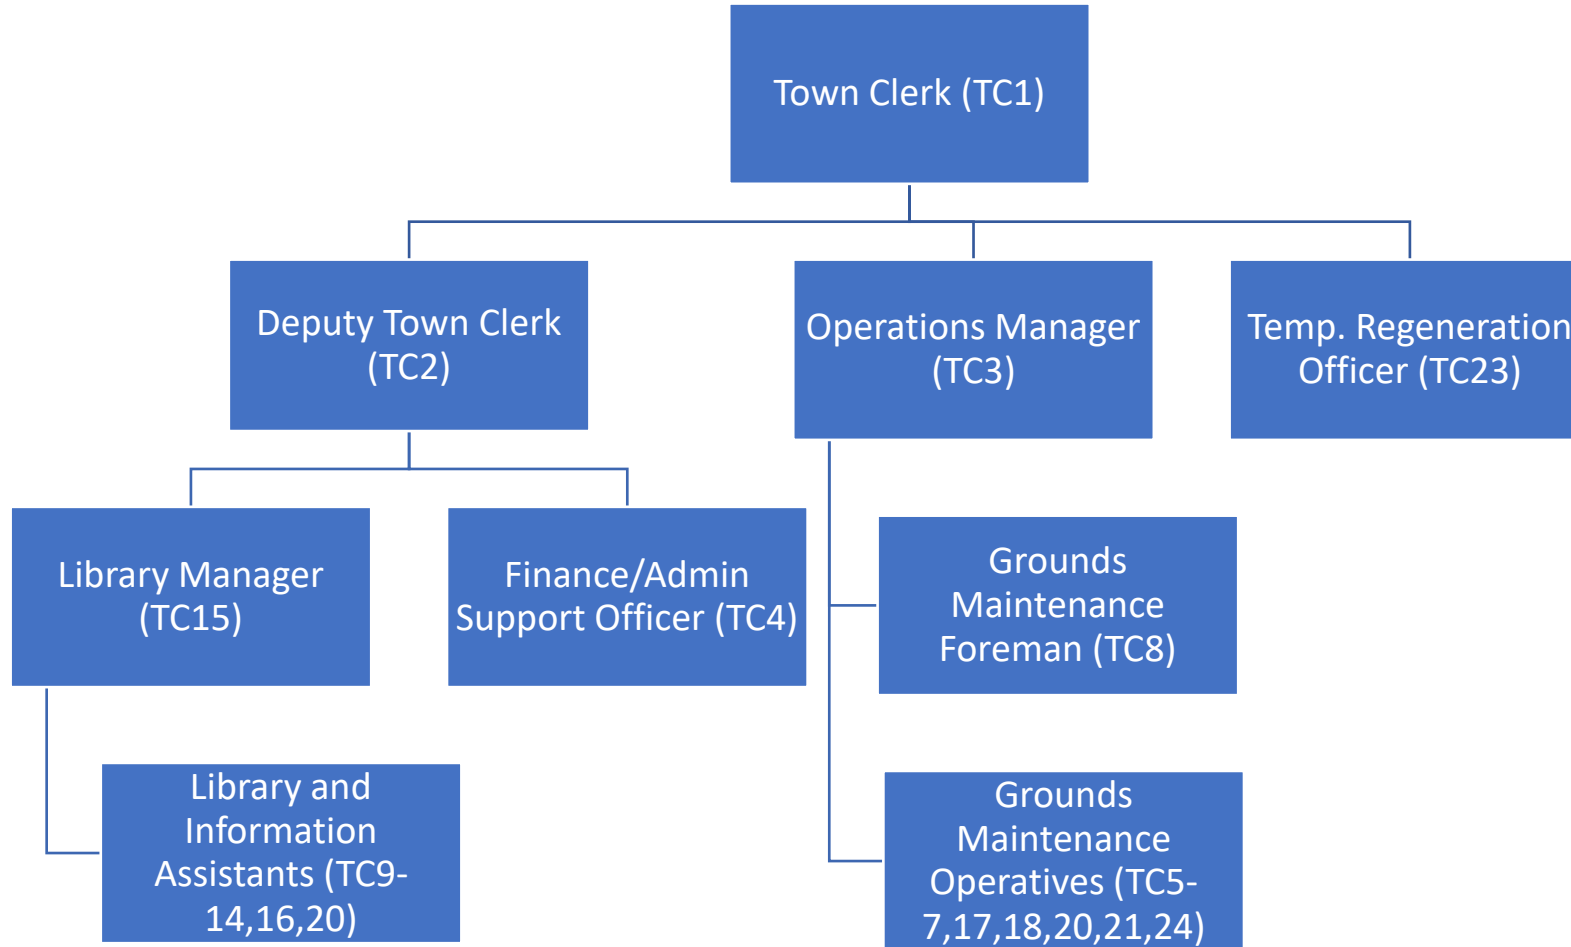 Town Clerk (TC1)
Deputy Town Clerk
(TC2)
Operations Manager
(TC3)
Temp. Regeneration
Officer (TC23)
Library Manager
(TC15)
Finance/Admin
Support Officer (TC4)
Grounds
Maintenance
Foreman (TC8)
Library and
Information
Assistants (TC9-
14,16,20)
Grounds
Maintenance
Operatives (TC5-
7,17,18,20,21,24)